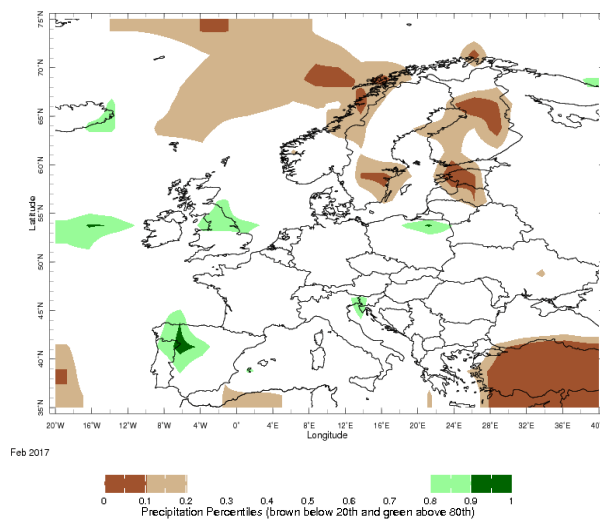 75°N
70°N
65°N
60°N
55°N
50°N
45°N
40°N
35°N
Latitude
20°W 16°W 12°W 8°W 4°W 0° 4°E 8°E 12°E 16°E 20°E 24°E 28°E 32°E 36°E 40°E
Longitude
Feb 2017
0 0.1 0.2 0.3 0.4 0.5 0.6 0.7 0.8 0.9 1
Precipitation Percentiles (brown below 20th and green above 80th)